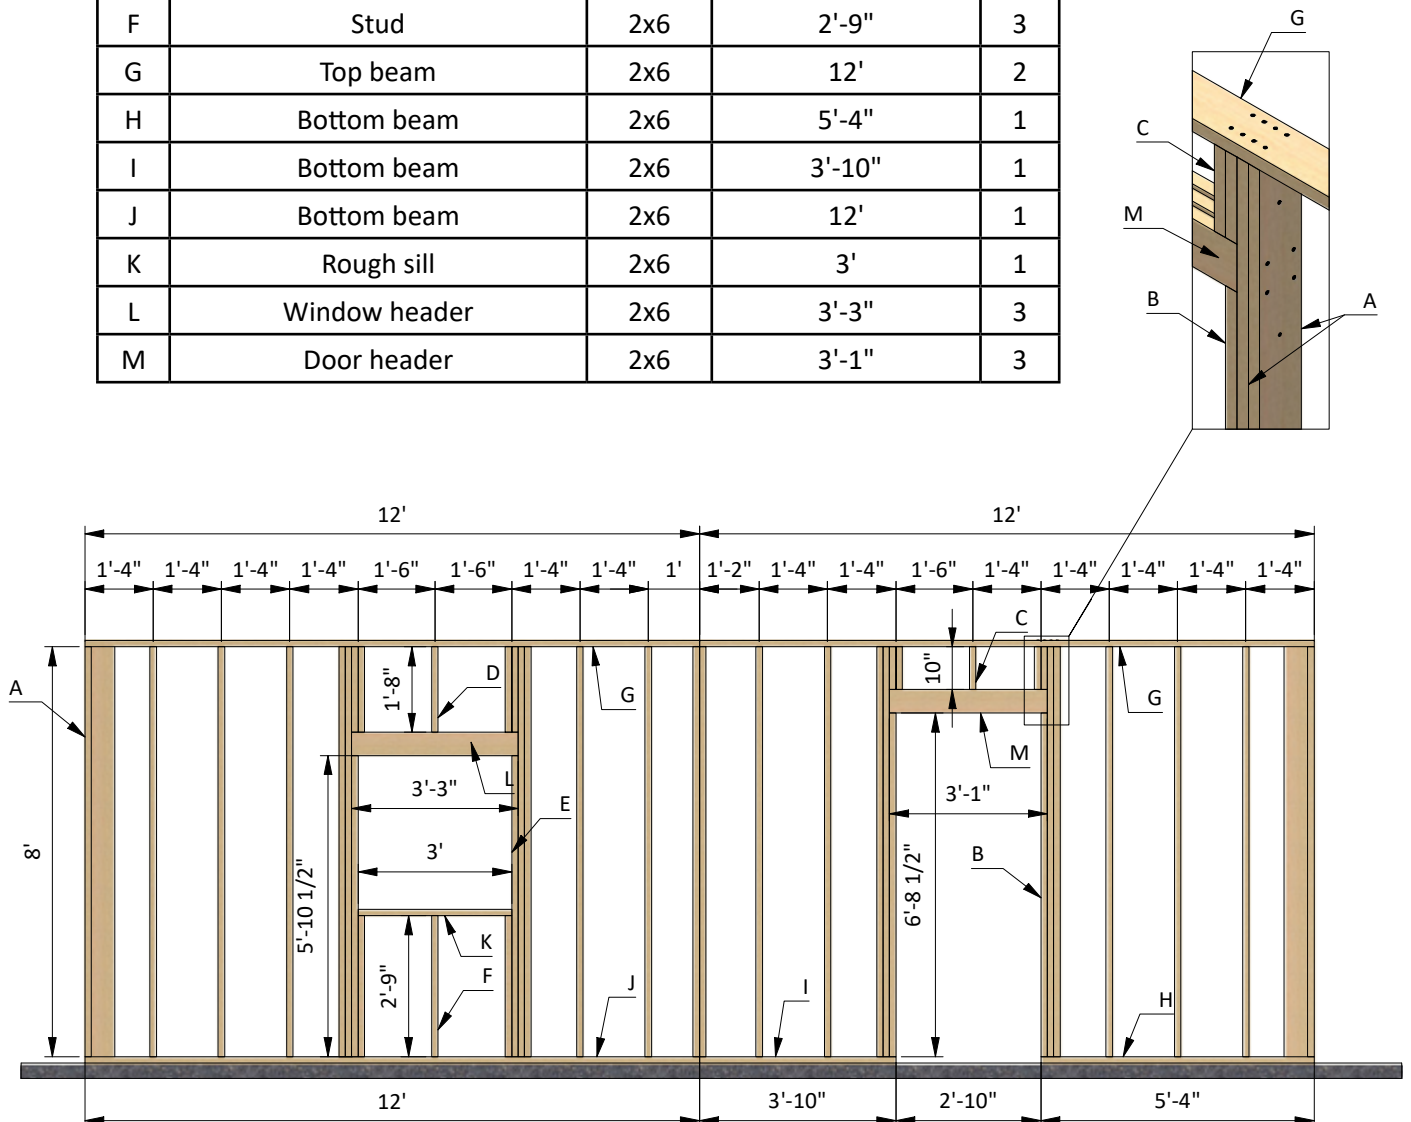 F Stud 2x6 2'-9" 3
G Top beam 2x6 12' 2
H Bottom beam 2x6 5'-4" 1
I Bottom beam 2x6 3'-10" 1
J Bottom beam 2x6 12' 1
K Rough sill 2x6 3' 1
L Window header 2x6 3'-3" 3
M Door header 2x6 3'-1" 3
G
C
M
B
A
12' 12'
1'-4" 1'-4" 1'-4" 1'-4" 1'-6" 1'-6" 1'-4" 1'-4" 1' 1'-2" 1'-4" 1'-4" 1'-6" 1'-4" 1'-4" 1'-4" 1'-4" 1'-4"
A
8'
1'-8"
D
G
L
3'-3"
E
3'
5'-10 1/2"
K
2'-9"
F
J
10"
C
G
M
3'-1"
B
6'-8 1/2"
I
H
12' 3'-10" 2'-10" 5'-4"